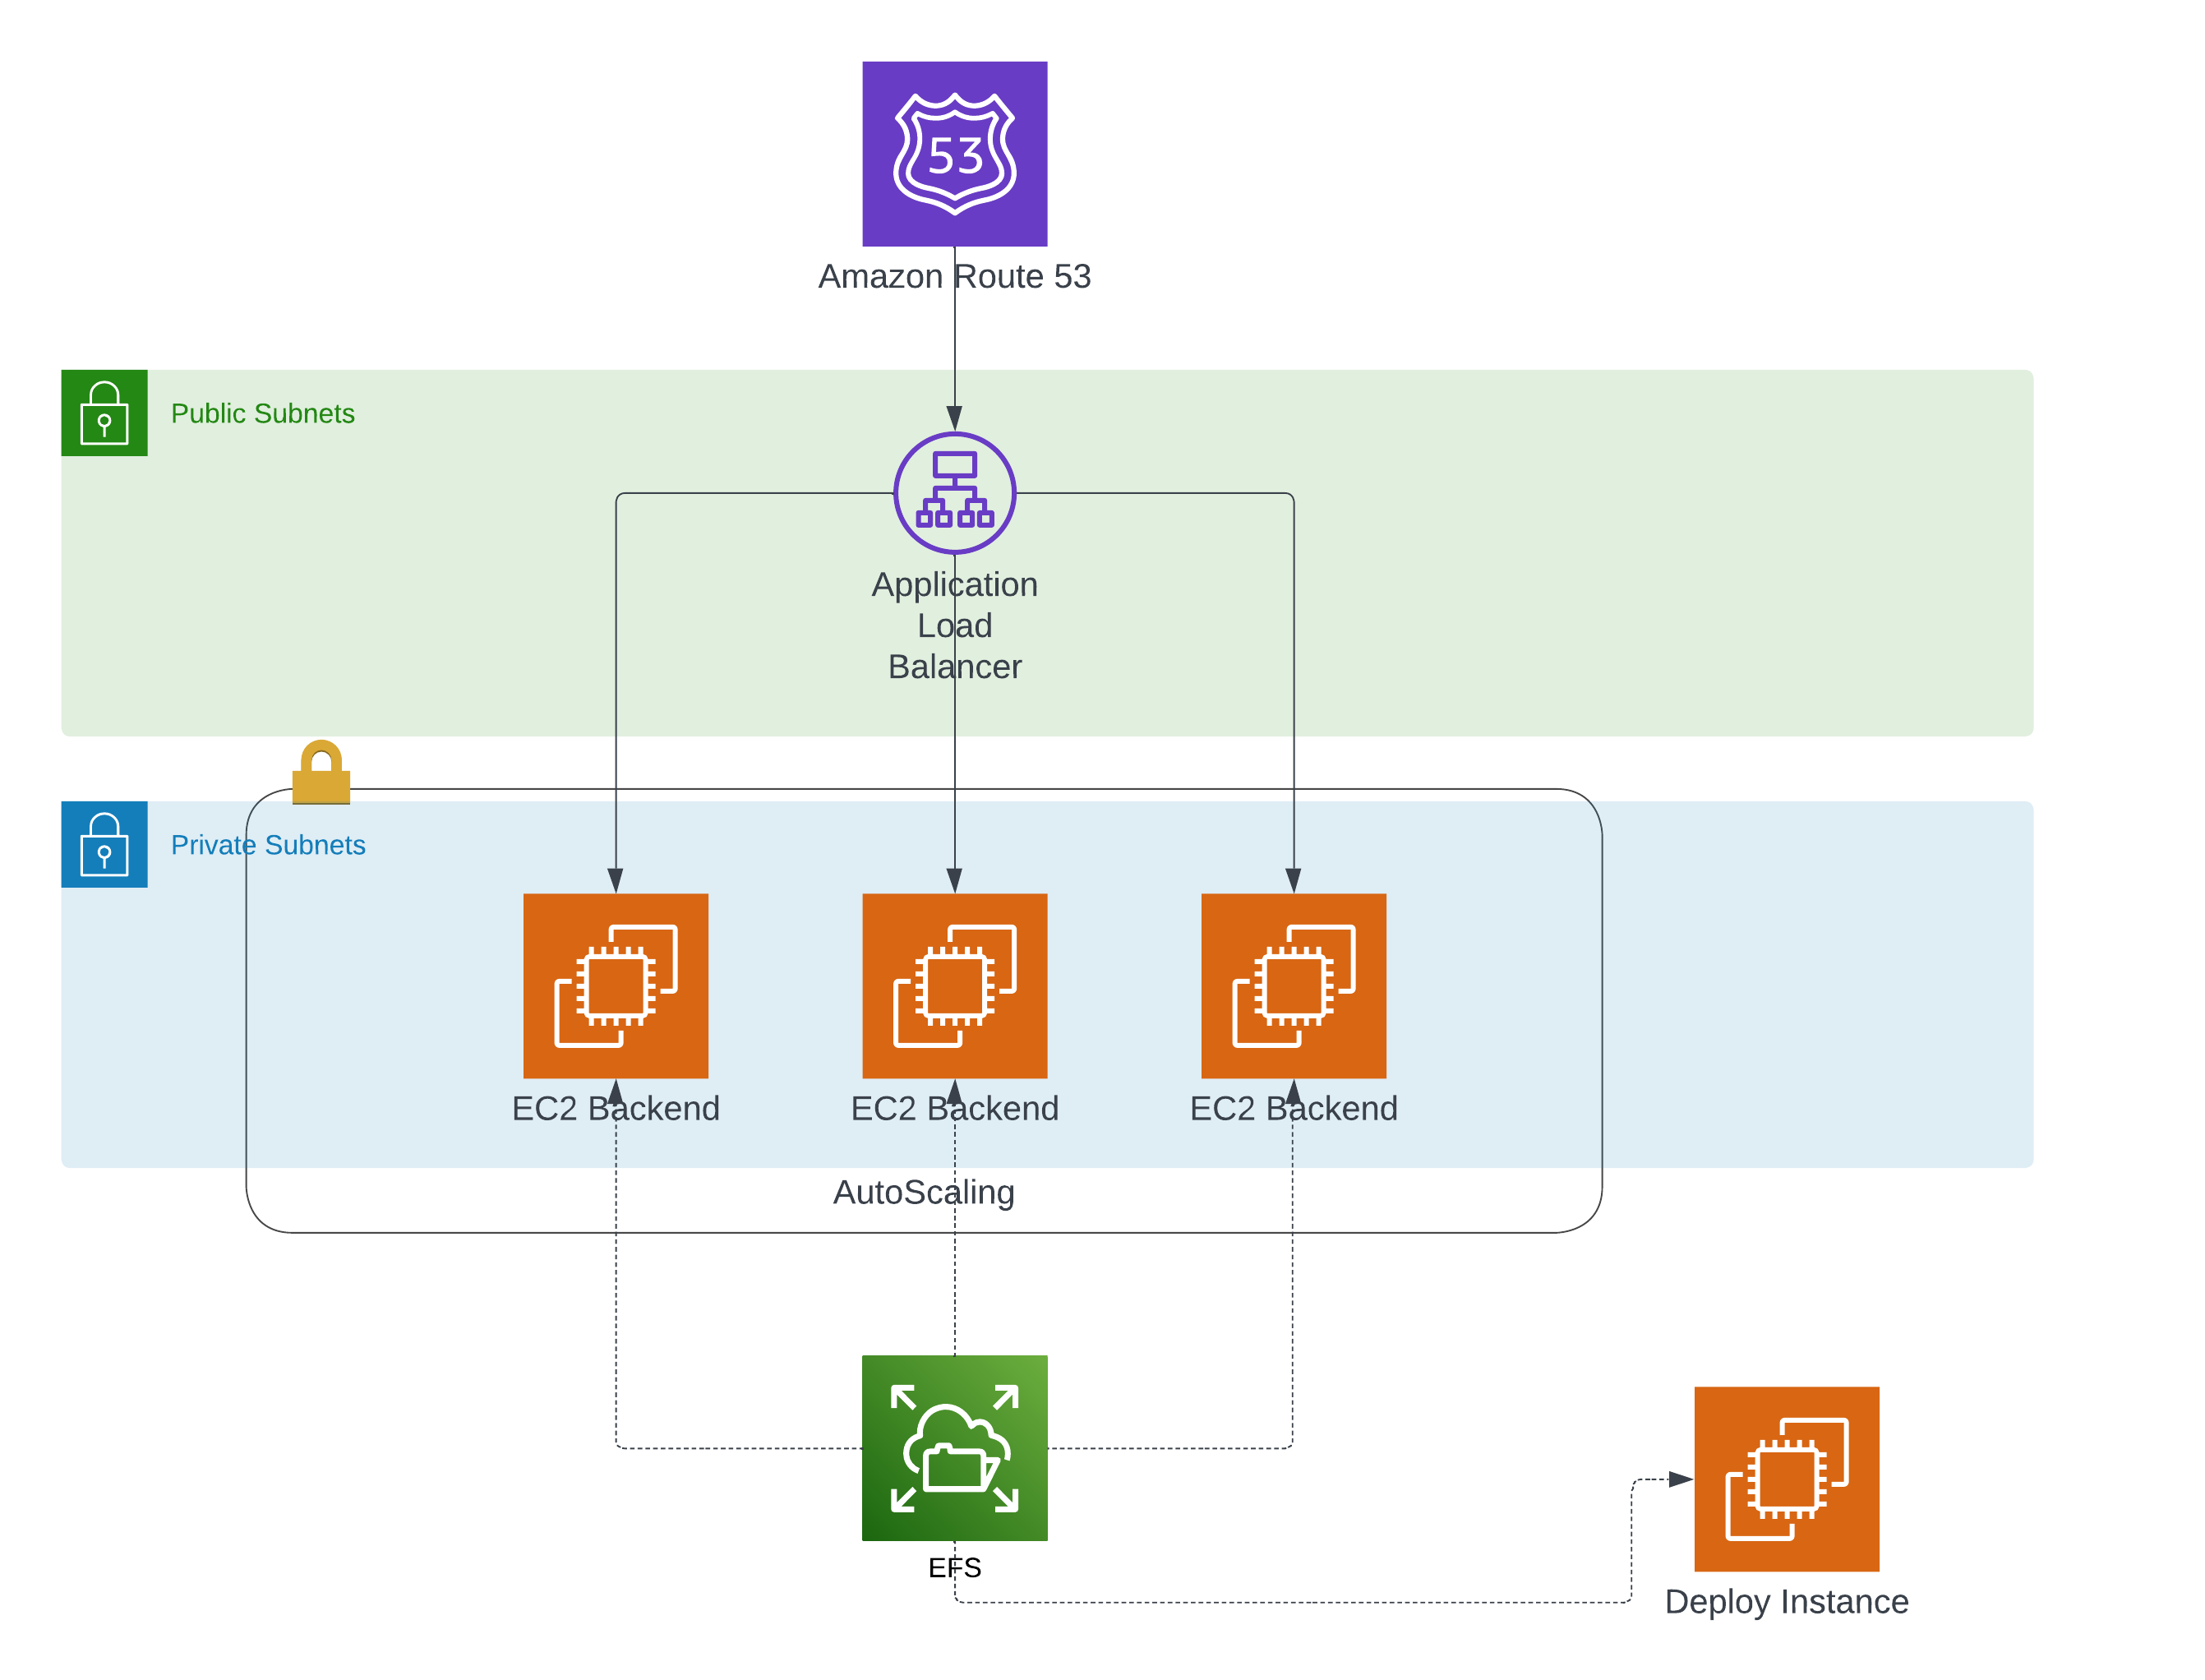 53
Amazon Route 53
Public Subnets
Application
Load
Balancer
Private Subnets
EC2 Backend
EC2 Backend
EC2 Backend
AutoScaling
EFS
Deploy Instance